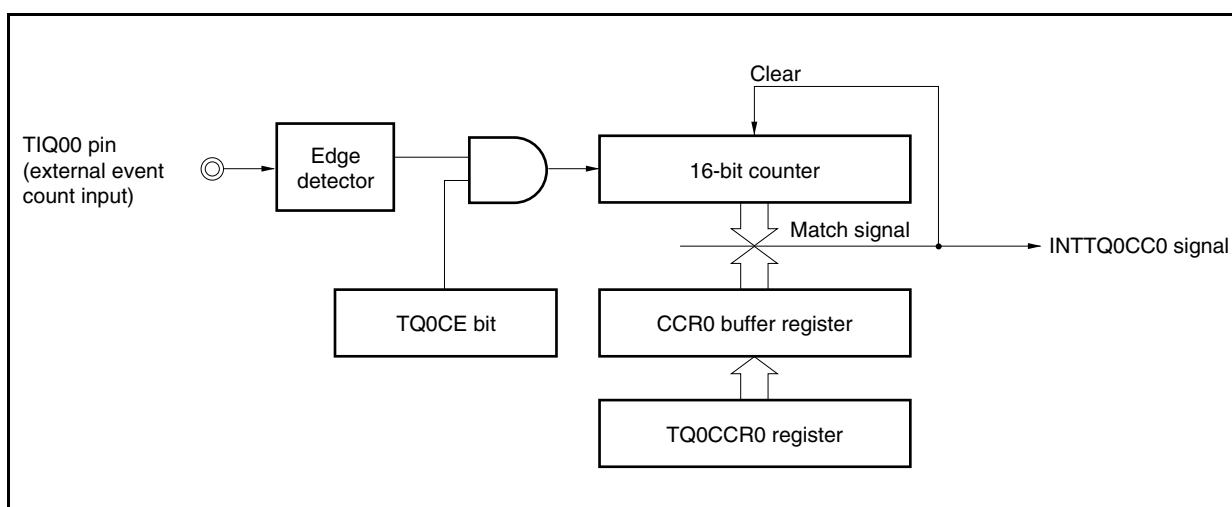 Clear
TIQ00 pin
(external event
count input)
Edge
detector
16-bit counter
Match signal
INTTQ0CC0 signal
TQ0CE bit
CCR0 buffer register
TQ0CCR0 register